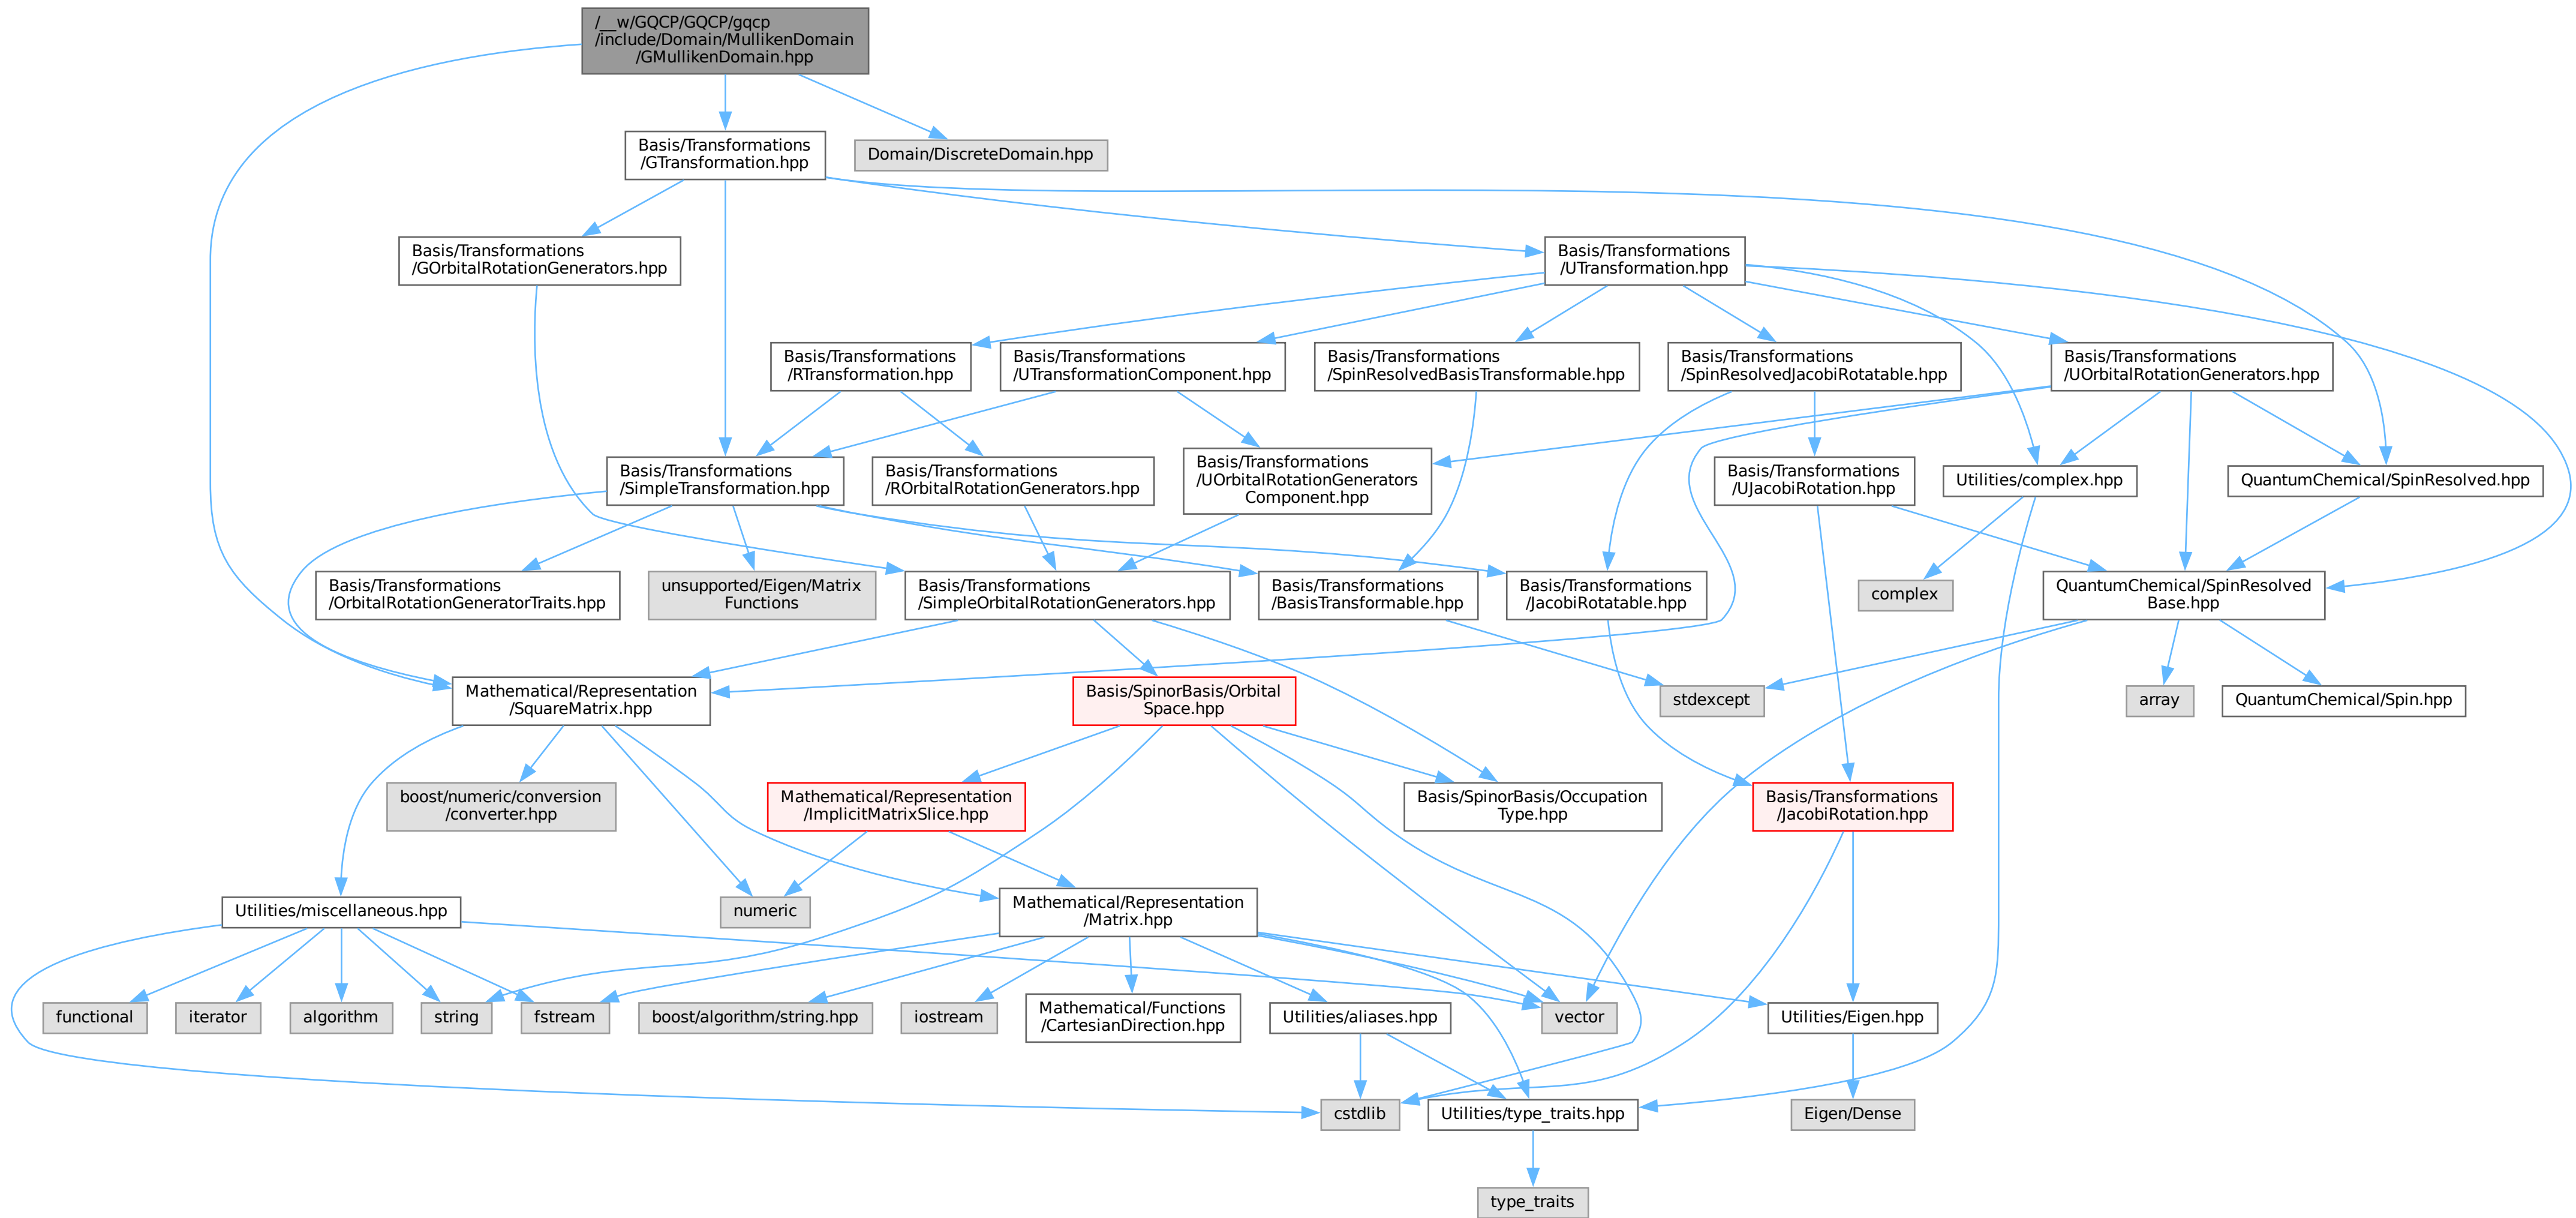 /__w/GQCP/GQCP/gqcp
/include/Domain/MullikenDomain
/GMullikenDomain.hpp
Basis/Transformations
/GTransformation.hpp
Domain/DiscreteDomain.hpp
Basis/Transformations
/GOrbitalRotationGenerators.hpp
Basis/Transformations
/UTransformation.hpp
Basis/Transformations
/RTransformation.hpp
Basis/Transformations
/UTransformationComponent.hpp
Basis/Transformations
/SpinResolvedBasisTransformable.hpp
Basis/Transformations
/SpinResolvedJacobiRotatable.hpp
Basis/Transformations
/UOrbitalRotationGenerators.hpp
Basis/Transformations
/SimpleTransformation.hpp
Basis/Transformations
/ROrbitalRotationGenerators.hpp
Basis/Transformations
/UOrbitalRotationGenerators
Component.hpp
Basis/Transformations
/UJacobiRotation.hpp
Utilities/complex.hpp
QuantumChemical/SpinResolved.hpp
Basis/Transformations
/OrbitalRotationGeneratorTraits.hpp
unsupported/Eigen/Matrix
Functions
Basis/Transformations
/SimpleOrbitalRotationGenerators.hpp
Basis/Transformations
/BasisTransformable.hpp
Basis/Transformations
/JacobiRotatable.hpp
complex
QuantumChemical/SpinResolved
Base.hpp
Mathematical/Representation
/SquareMatrix.hpp
Basis/SpinorBasis/Orbital
Space.hpp
stdexcept
array
QuantumChemical/Spin.hpp
boost/numeric/conversion
/converter.hpp
Mathematical/Representation
/ImplicitMatrixSlice.hpp
Basis/SpinorBasis/Occupation
Type.hpp
Basis/Transformations
/JacobiRotation.hpp
Utilities/miscellaneous.hpp
numeric
Mathematical/Representation
/Matrix.hpp
functional
iterator
algorithm
string
fstream
boost/algorithm/string.hpp
iostream
Mathematical/Functions
/CartesianDirection.hpp
Utilities/aliases.hpp
vector
Utilities/Eigen.hpp
cstdlib
Utilities/type_traits.hpp
Eigen/Dense
type_traits